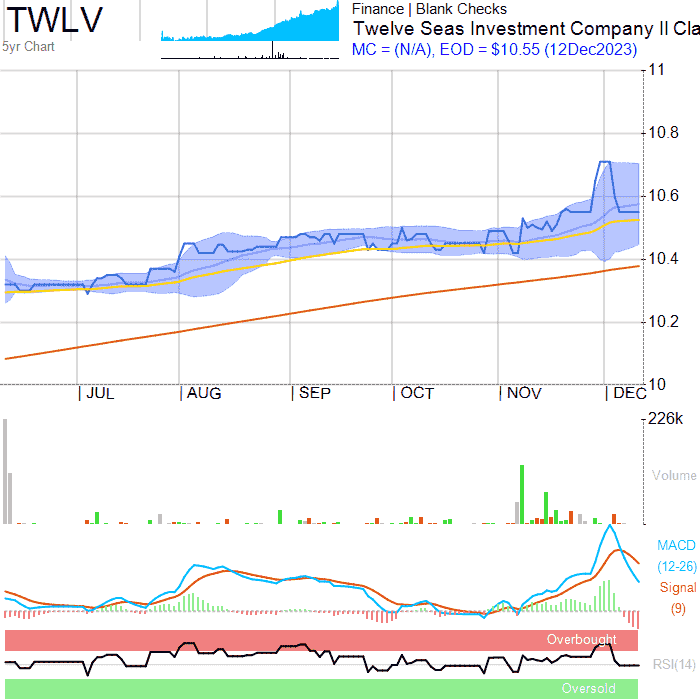 TWLV
5yr Chart
Finance | Blank Checks
Twelve Seas Investment Company II Cla
MC = (N/A), EOD = $10.55 (12Dec2023)
11
10.8
10.6
10.4
10.2
10
JUL
AUG
SEP
OCT
NOV
DEC
226k
Volume
MACD
(12-26)
Signal
(9)
Overbought
RSI(14)
Oversold